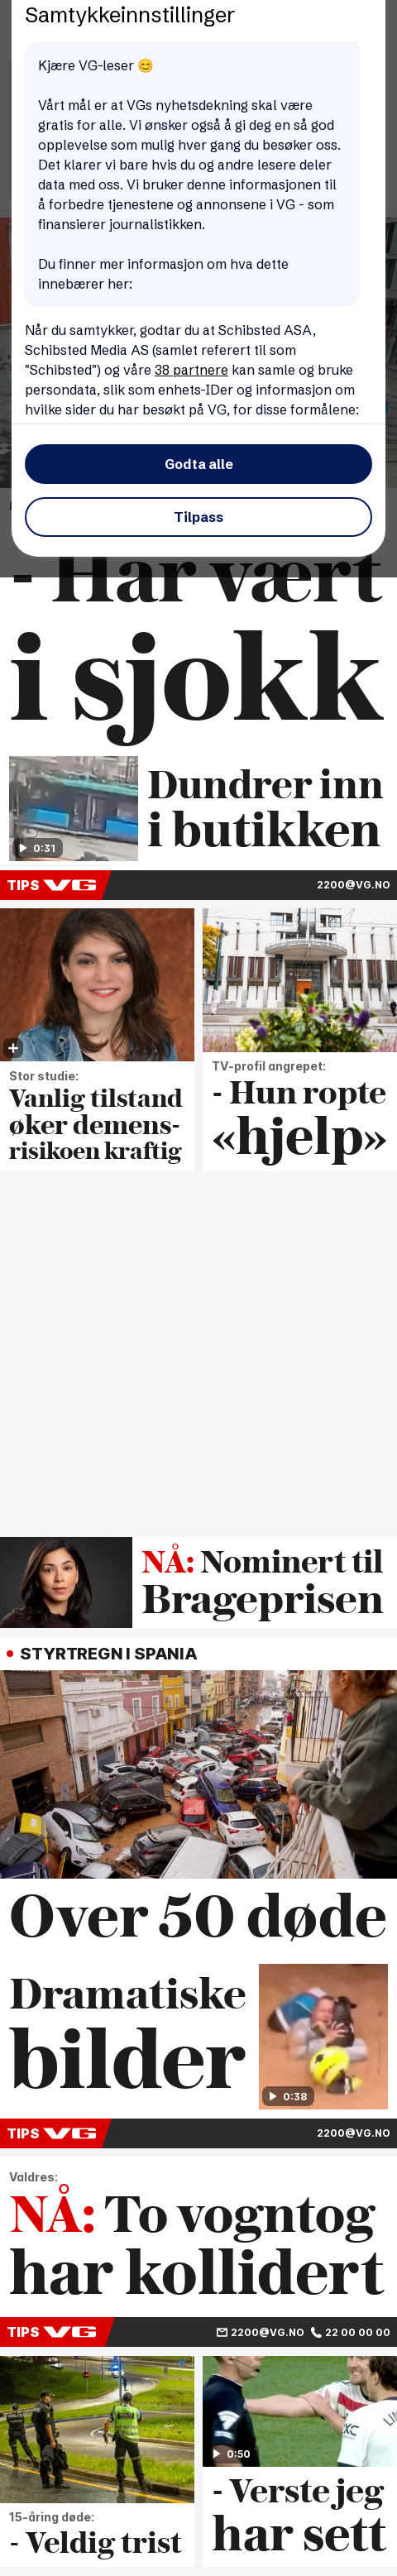 Samtykkeinnstillinger
Kjære VG-leser 😊
Vårt mål er at VGs nyhetsdekning skal være
gratis for alle. Vi ønsker også å gi deg en så god
opplevelse som mulig hver gang du besøker oss.
Det klarer vi bare hvis du og andre lesere deler
data med oss. Vi bruker denne informasjonen til
å forbedre tjenestene og annonsene i VG - som
finansierer journalistikken.
Du finner mer informasjon om hva dette
innebærer her:
Når du samtykker, godtar du at Schibsted ASA,
Schibsted Media AS (samlet referert til som
"Schibsted") og våre 38 partnere kan samle og bruke
persondata, slik som enhets-IDer og informasjon om
hvilke sider du har besøkt på VG, for disse formålene:
Godta alle
Tilpass
- Har vært
i sjokk
0:31
Dundrer inn
i butikken
TIPS VG
2200@VG.NO
Stor studie:
Vanlig tilstand
øker demens-
risikoen kraftig
TV-profil angrepet:
- Hun ropte
«hjelp»
NÅ: Nominert til
Brageprisen
STYRTREGN I SPANIA
Over 50 døde
Dramatiske
bilder
0:38
TIPS VG
2200@VG.NO
Valdres:
NÅ: To vogntog
har kollidert
TIPS VG
2200@VG.NO 22 00 00 00
15-åring døde:
- Veldig trist
0:50
- Verste jeg
har sett